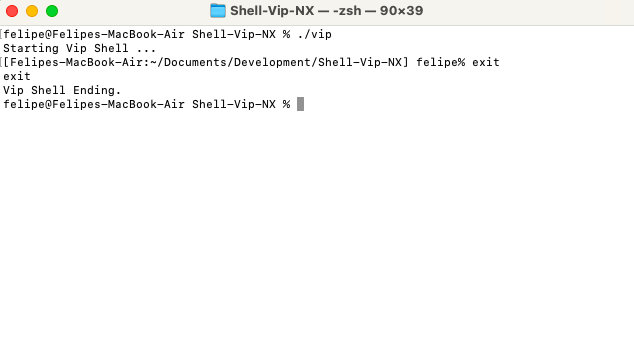 Shell-Vip-NX — -zsh — 90×39
[felipe@Felipes-MacBook-Air Shell-Vip-NX % ./vip
Starting Vip Shell ...
[[Felipes-MacBook-Air:~/Documents/Development/Shell-Vip-NX] felipe% exit
exit
Vip Shell Ending.
felipe@Felipes-MacBook-Air Shell-Vip-NX %